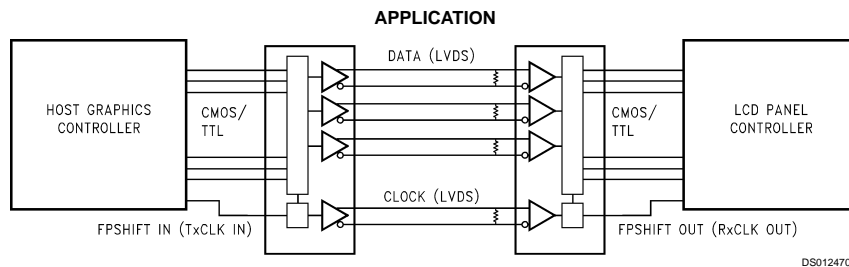 APPLICATION
DATA (LVDS)
HOST GRAPHICS
CONTROLLER
CMOS/
TTL
CMOS/
TTL
LCD PANEL
CONTROLLER
CLOCK (LVDS)
FPSHIFT IN (TxCLK IN)
FPSHIFT OUT (RxCLK OUT)
DS012470